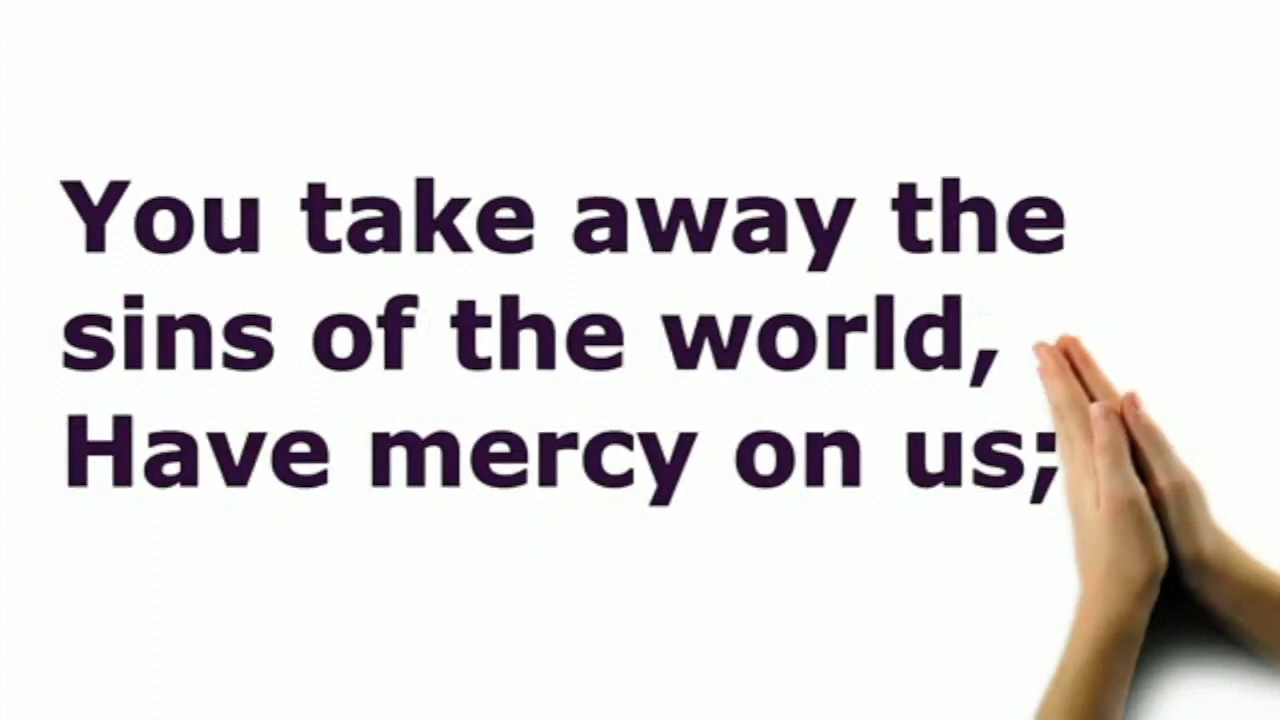 You take away the
sins of the world,
Have mercy on us;